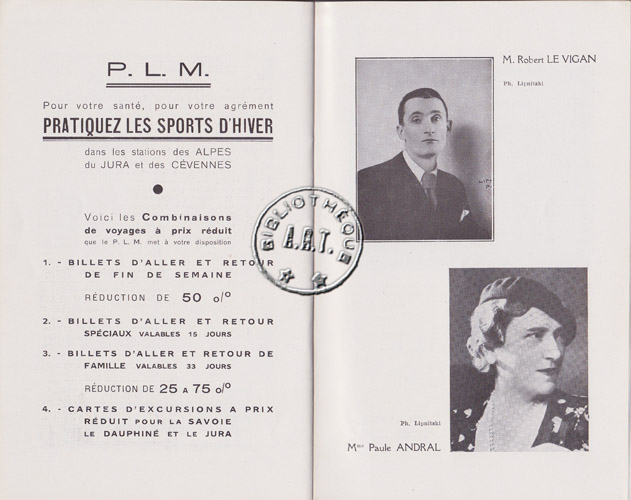 P. L. M.
Pour votre santé, pour votre agrément
PRATIQUEZ LES SPORTS D'HIVER
dans les stations des ALPES
du JURA et des CÉVENNES
Voici les Combinaisons
de voyages à prix réduit
que le P. L. M. met à votre disposition
1. - BILLETS D'ALLER ET RETOUR
DE FIN DE SEMAINE
RÉDUCTION DE 50 o/o
2. - BILLETS D'ALLER ET RETOUR
SPÉCIAUX VALABLES 15 JOURS
3. - BILLETS D'ALLER ET RETOUR DE
FAMILLE VALABLES 33 JOURS
RÉDUCTION DE 25 A 75 o/o
4. - CARTES D'EXCURSIONS A PRIX
RÉDUIT POUR LA SAVOIE
LE DAUPHINÉ ET LE JURA
BIBLIOTHÈQUE
A.R.T.
M. Robert LE VIGAN
Ph. Lipnitski
Ph. Lipnitski
Mme Paule ANDRAL